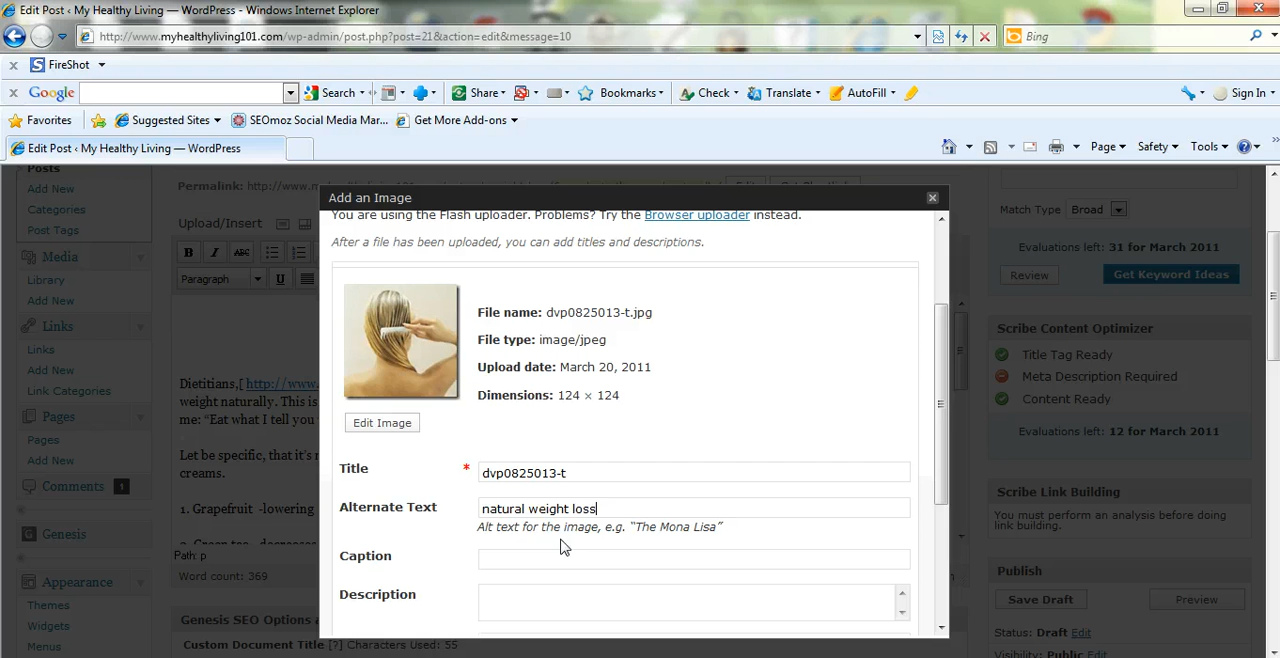 Edit Post ‹ My Healthy Living — WordPress - Windows Internet Explorer
http://www.myhealthyliving101.com/wp-admin/post.php?post=21&action=edit&message=10
Bing
x FireShot
x Google Search Share Bookmarks Check Translate AutoFill Sign In
Favorites Suggested Sites SEOmoz Social Media Mar... Get More Add-ons
Edit Post ‹ My Healthy Living — WordPress Page Safety Tools
Posts
Add New
Categories
Post Tags
Media
Library
Add New
Links
Links
Add New
Link Categories
Pages
Pages
Add New
Comments 1
Genesis
Appearance
Themes
Widgets
Menus
Permalink: http://www.m
Upload/Insert
B I ABC
Paragraph U
Dietitians,[ http://www.
weight naturally. This is
me: “Eat what I tell you
Let be specific, that it's
creams.
1. Grapefruit -lowering
Path: p
Word count: 369
Genesis SEO Options a
Custom Document Title [?] Characters Used: 55
Add an Image
You are using the Flash uploader. Problems? Try the Browser uploader instead.
After a file has been uploaded, you can add titles and descriptions.
File name: dvp0825013-t.jpg
File type: image/jpeg
Upload date: March 20, 2011
Dimensions: 124 × 124
Edit Image
Title * dvp0825013-t
Alternate Text natural weight loss
Alt text for the image, e.g. “The Mona Lisa”
Caption
Description
Match Type Broad
Evaluations left: 31 for March 2011
Review Get Keyword Ideas
Scribe Content Optimizer
Title Tag Ready
Meta Description Required
Content Ready
Evaluations left: 12 for March 2011
Scribe Link Building
You must perform an analysis before doing
link building.
Publish
Save Draft Preview
Status: Draft Edit
Visibility: Public Edit